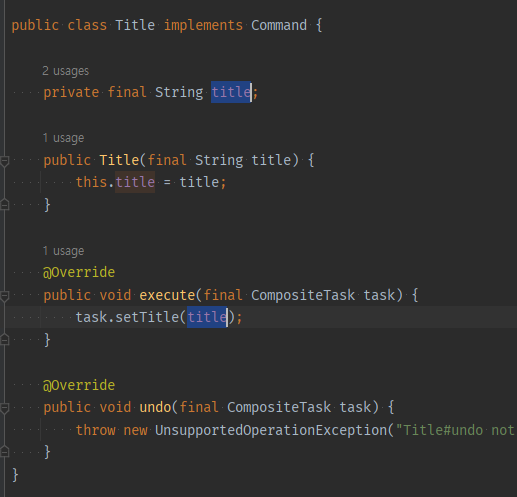 public class Title implements Command {
2 usages
private final String title;
1 usage
public Title(final String title) {
this.title = title;
}
1 usage
@Override
public void execute(final CompositeTask task) {
task.setTitle(title);
}
@Override
public void undo(final CompositeTask task) {
throw new UnsupportedOperationException("Title#undo not
}
}